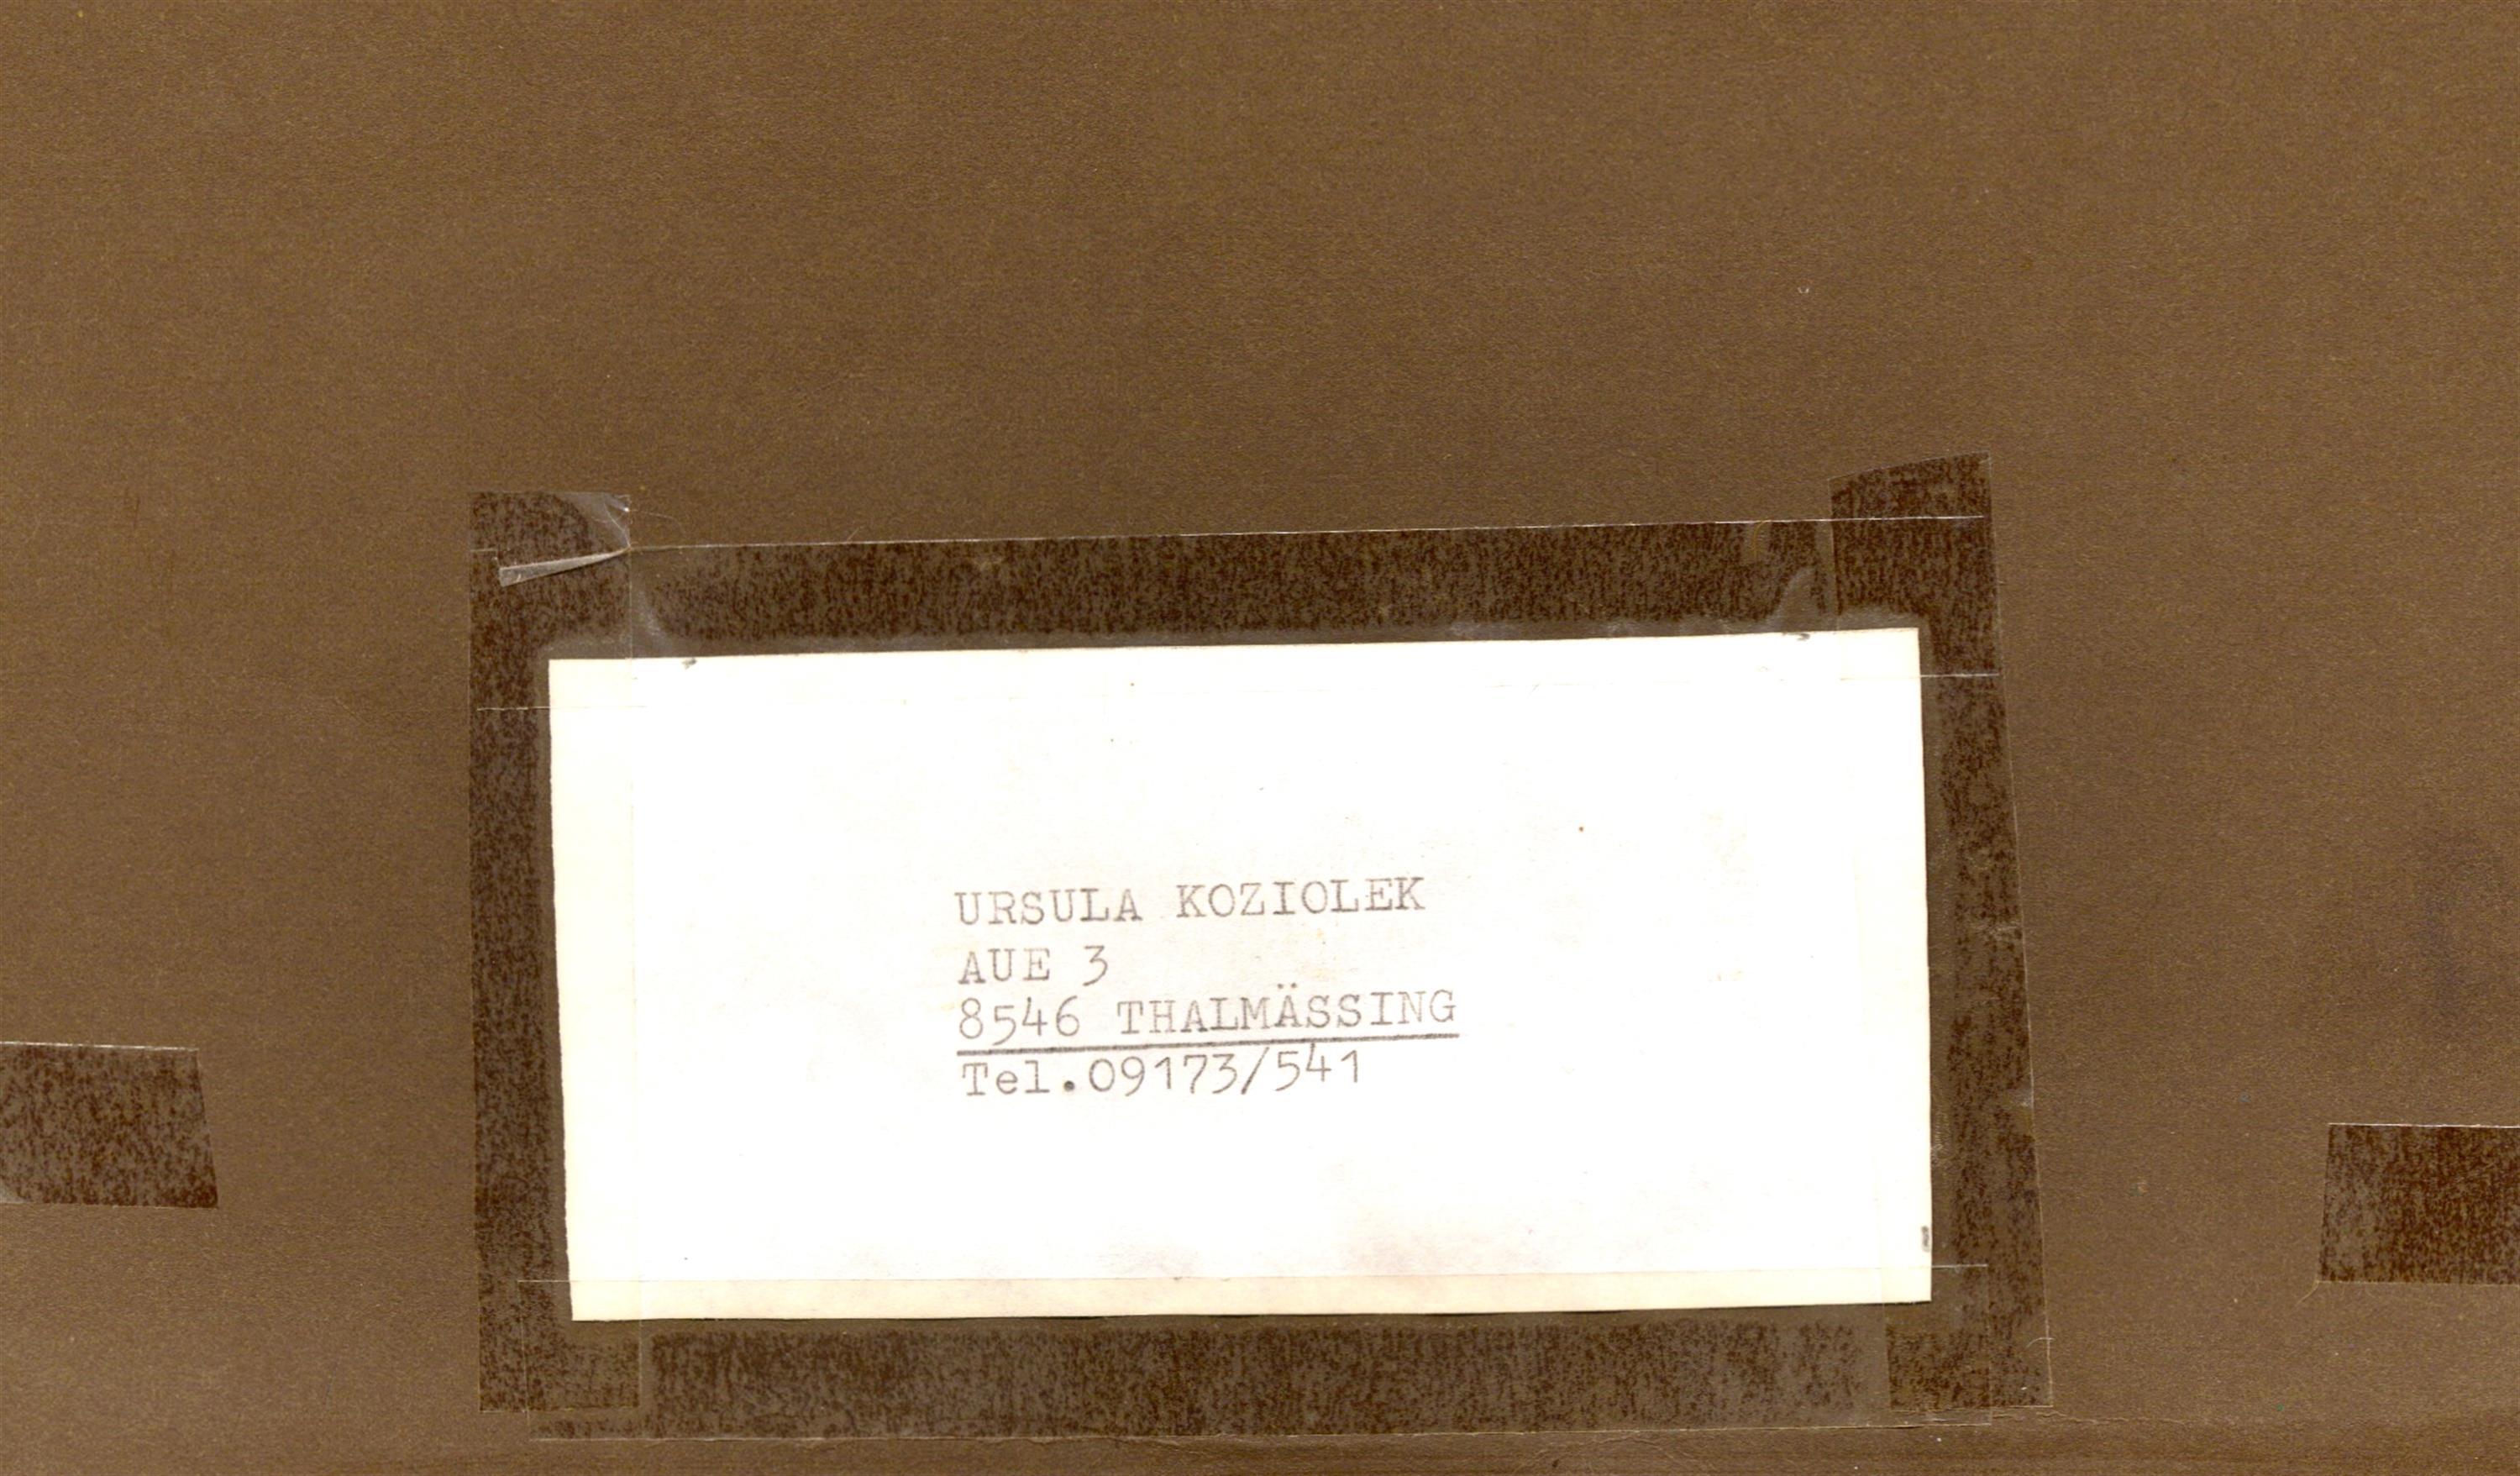 URSULA KOZIOLEK
AUE 3
8546 THALMÄSSING
Tel.09173/541